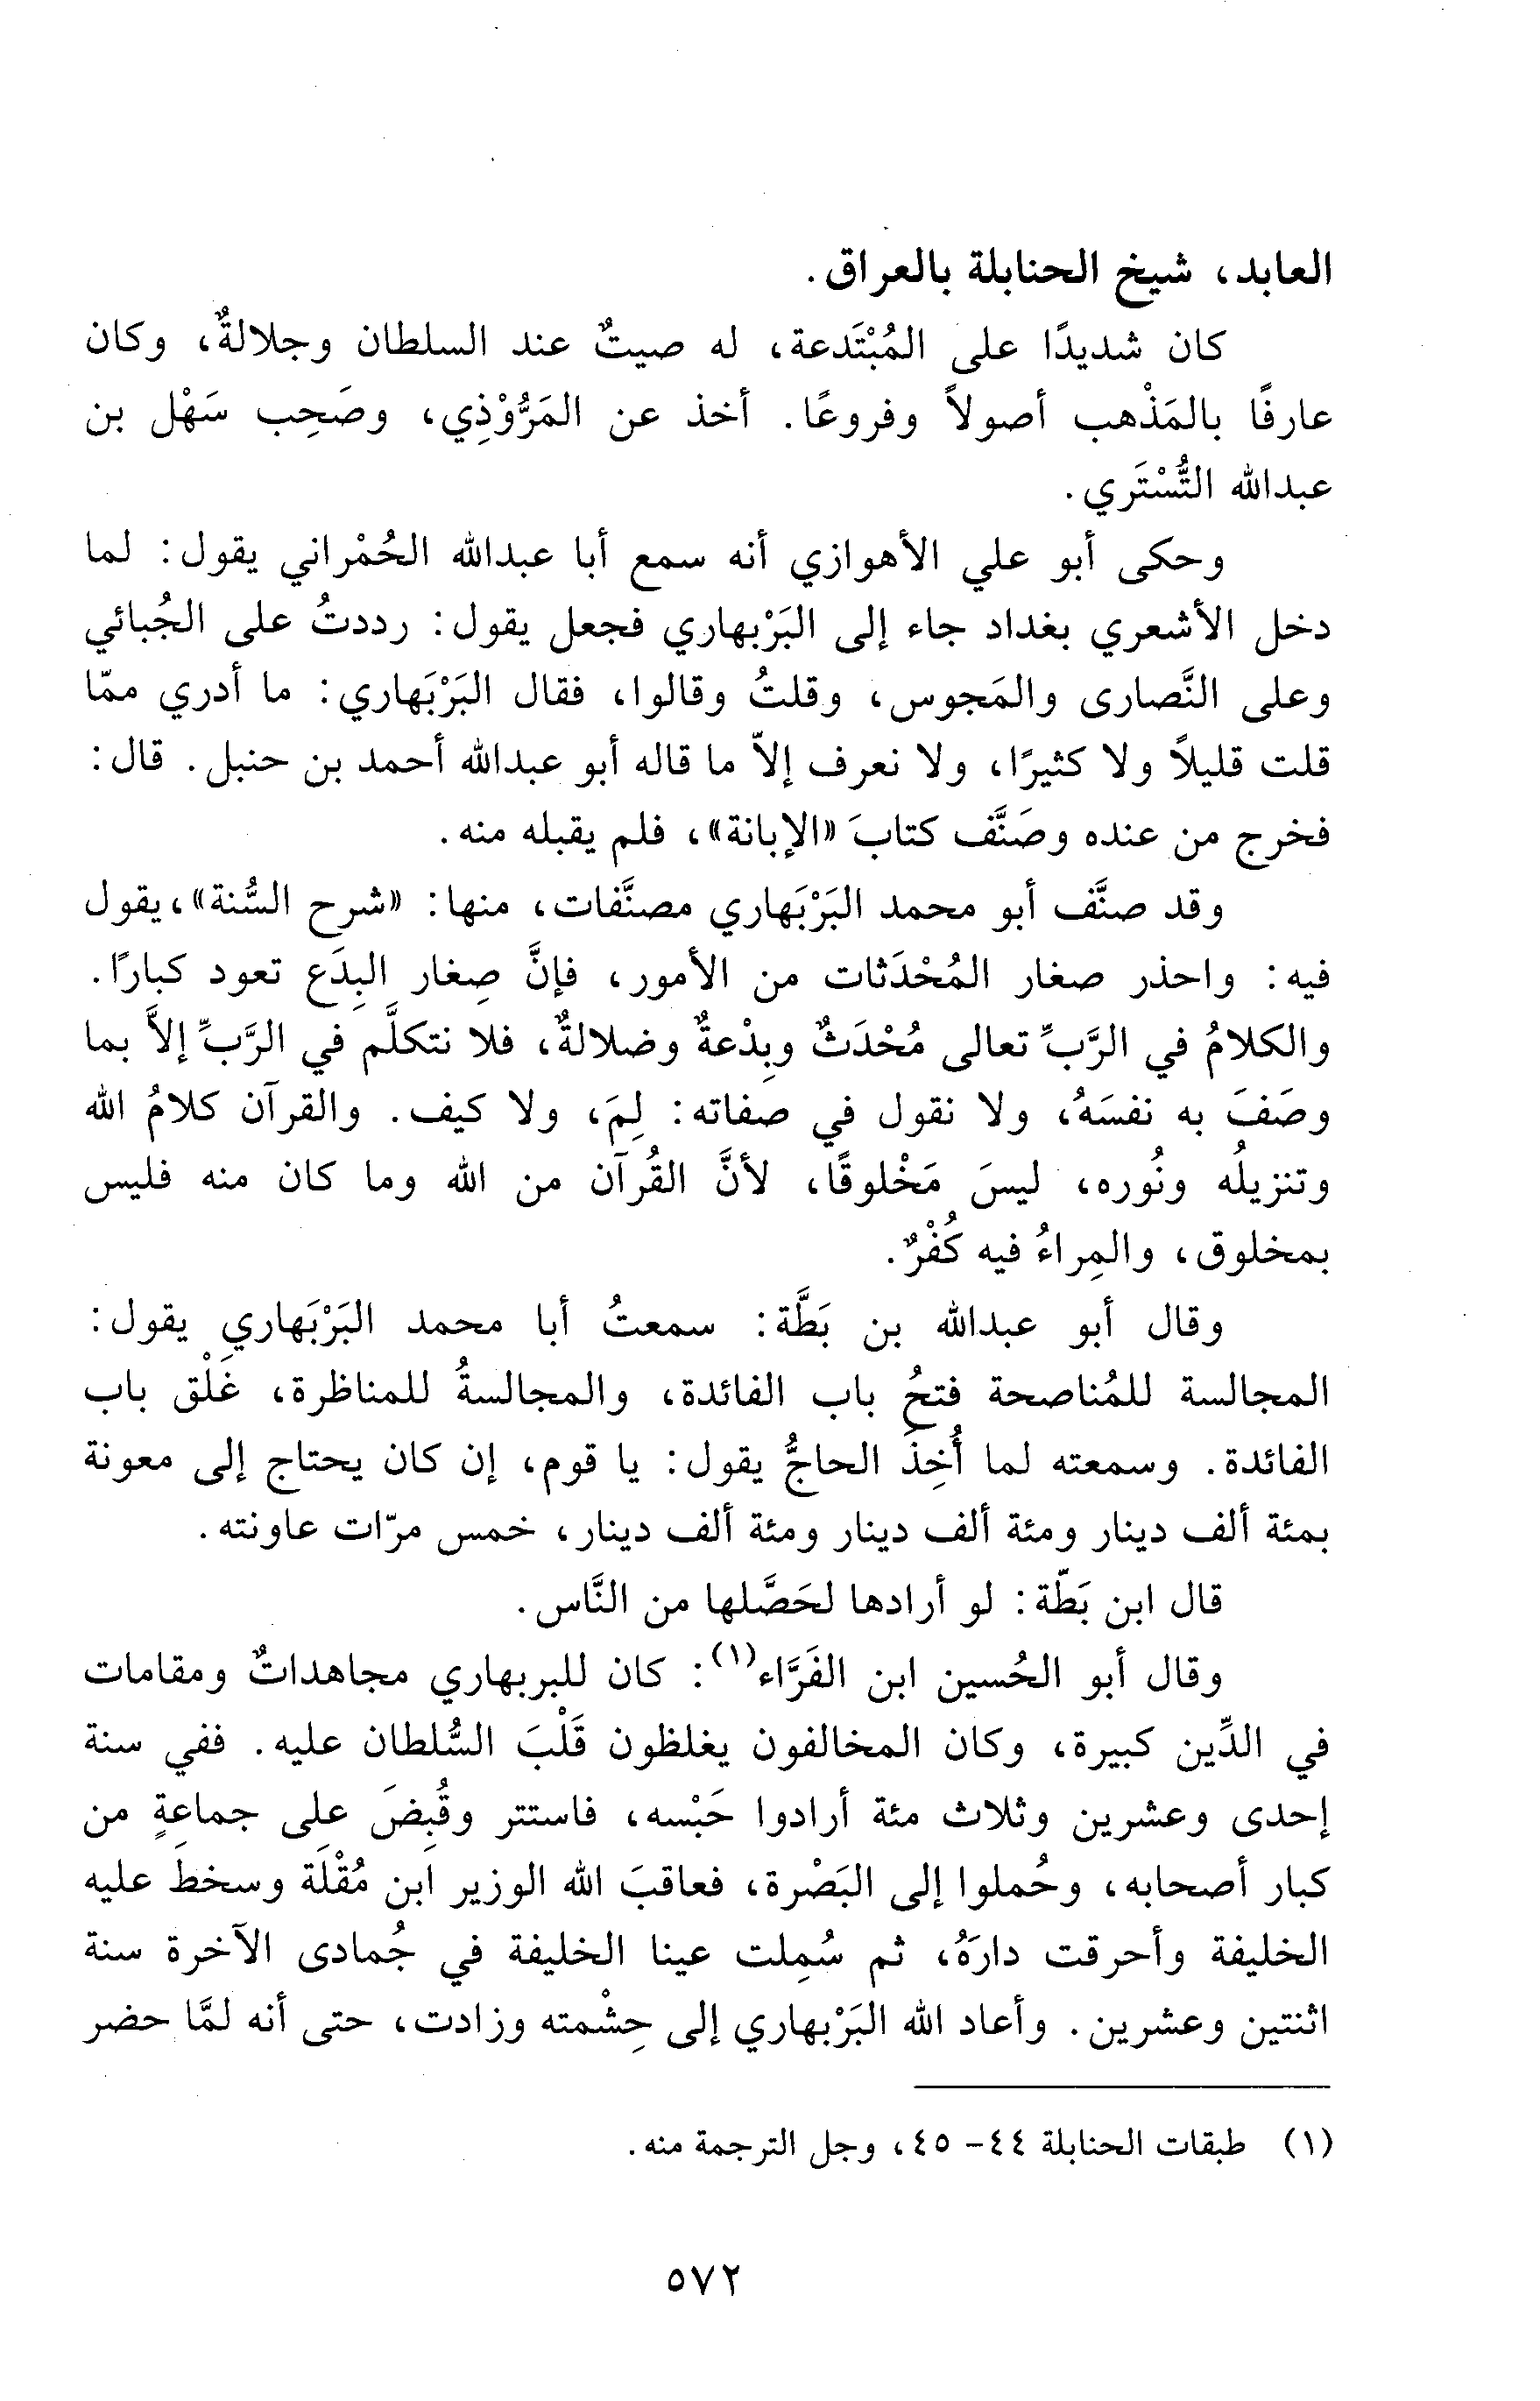 العابد، شيخ الحنابلة بالعراق.
كان شديدًا على المُبْتَدعة، له صيتٌ عند السلطان وجلالةٌ، وكان
عارفًا بالمَذْهب أصولاً وفروعًا. أخذ عن المَرُّوْذِي، وصَحِب سَهْل بن
عبدالله التُّسْتَري.
وحكى أبو علي الأهوازي أنه سمع أبا عبدالله الحُمْراني يقول: لما
دخل الأشعري بغداد جاء إلى البَرْبهاري فجعل يقول: رددتُ على الجُبائي
وعلى النَّصارى والمَجوس، وقلتُ وقالوا، فقال البَرْبَهاري: ما أدري ممّا
قلت قليلاً ولا كثيرًا، ولا نعرف إلاّ ما قاله أبو عبدالله أحمد بن حنبل. قال:
فخرج من عنده وصَنَّف كتابَ «الإبانة»، فلم يقبله منه.
وقد صنَّف أبو محمد البَرْبَهاري مصنَّفات، منها: «شرح السُّنة»، يقول
فيه: واحذر صغار المُحْدَثات من الأمور، فإنَّ صِغار البِدَع تعود كبارًا.
والكلامُ في الرَّبِّ تعالى مُحْدَثٌ وبِدْعةٌ وضلالةٌ، فلا نتكلَّم في الرَّبِّ إلاَّ بما
وصَفَ به نفسَهُ، ولا نقول في صفاته: لِمَ، ولا كيف. والقرآن كلامُ الله
وتنزيلُه ونُوره، ليسَ مَخْلوقًا، لأنَّ القُرآن من الله وما كان منه فليس
بمخلوق، والمِراءُ فيه كُفْرٌ.
وقال أبو عبدالله بن بَطَّة: سمعتُ أبا محمد البَرْبَهاري يقول:
المجالسة للمُناصحة فتحُ باب الفائدة، والمجالسةُ للمناظرة، غَلْق باب
الفائدة. وسمعته لما أُخِذَ الحاجُّ يقول: يا قوم، إن كان يحتاج إلى معونة
بمئة ألف دينار ومئة ألف دينار ومئة ألف دينار، خمس مرّات عاونته.
قال ابن بَطّة: لو أرادها لحَصَّلها من النَّاس.
وقال أبو الحُسين ابن الفَرَّاء(١): كان للبربهاري مجاهداتٌ ومقامات
في الدِّين كبيرة، وكان المخالفون يغلظون قَلْبَ السُّلطان عليه. ففي سنة
إحدى وعشرين وثلاث مئة أرادوا حَبْسه، فاستتر وقُبِضَ على جماعةٍ من
كبار أصحابه، وحُملوا إلى البَصْرة، فعاقبَ الله الوزير ابن مُقْلَة وسخطَ عليه
الخليفة وأحرقت دارَهُ، ثم سُمِلت عينا الخليفة في جُمادى الآخرة سنة
اثنتين وعشرين. وأعاد الله البَرْبهاري إلى حِشْمته وزادت، حتى أنه لمَّا حضر
(١) طبقات الحنابلة ٤٤- ٤٥، وجل الترجمة منه.
٥٧٢